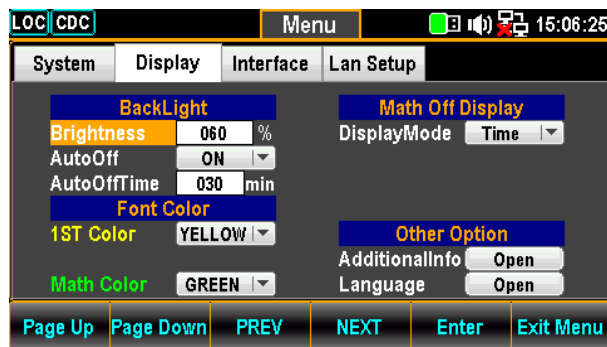 LOC CDC Menu 15:06:25
System Display Interface Lan Setup
BackLight
Brightness 060 %
AutoOff ON
AutoOffTime 030 min
Font Color
1ST Color YELLOW
Math Color GREEN
Math Off Display
DisplayMode Time
Other Option
AdditionalInfo Open
Language Open
Page Up Page Down PREV NEXT Enter Exit Menu